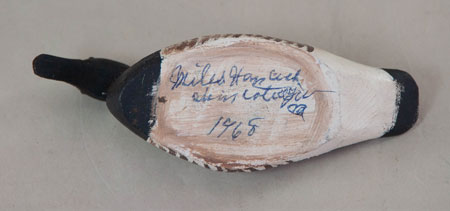 Miles Hancock
Chincoteague
va
1968